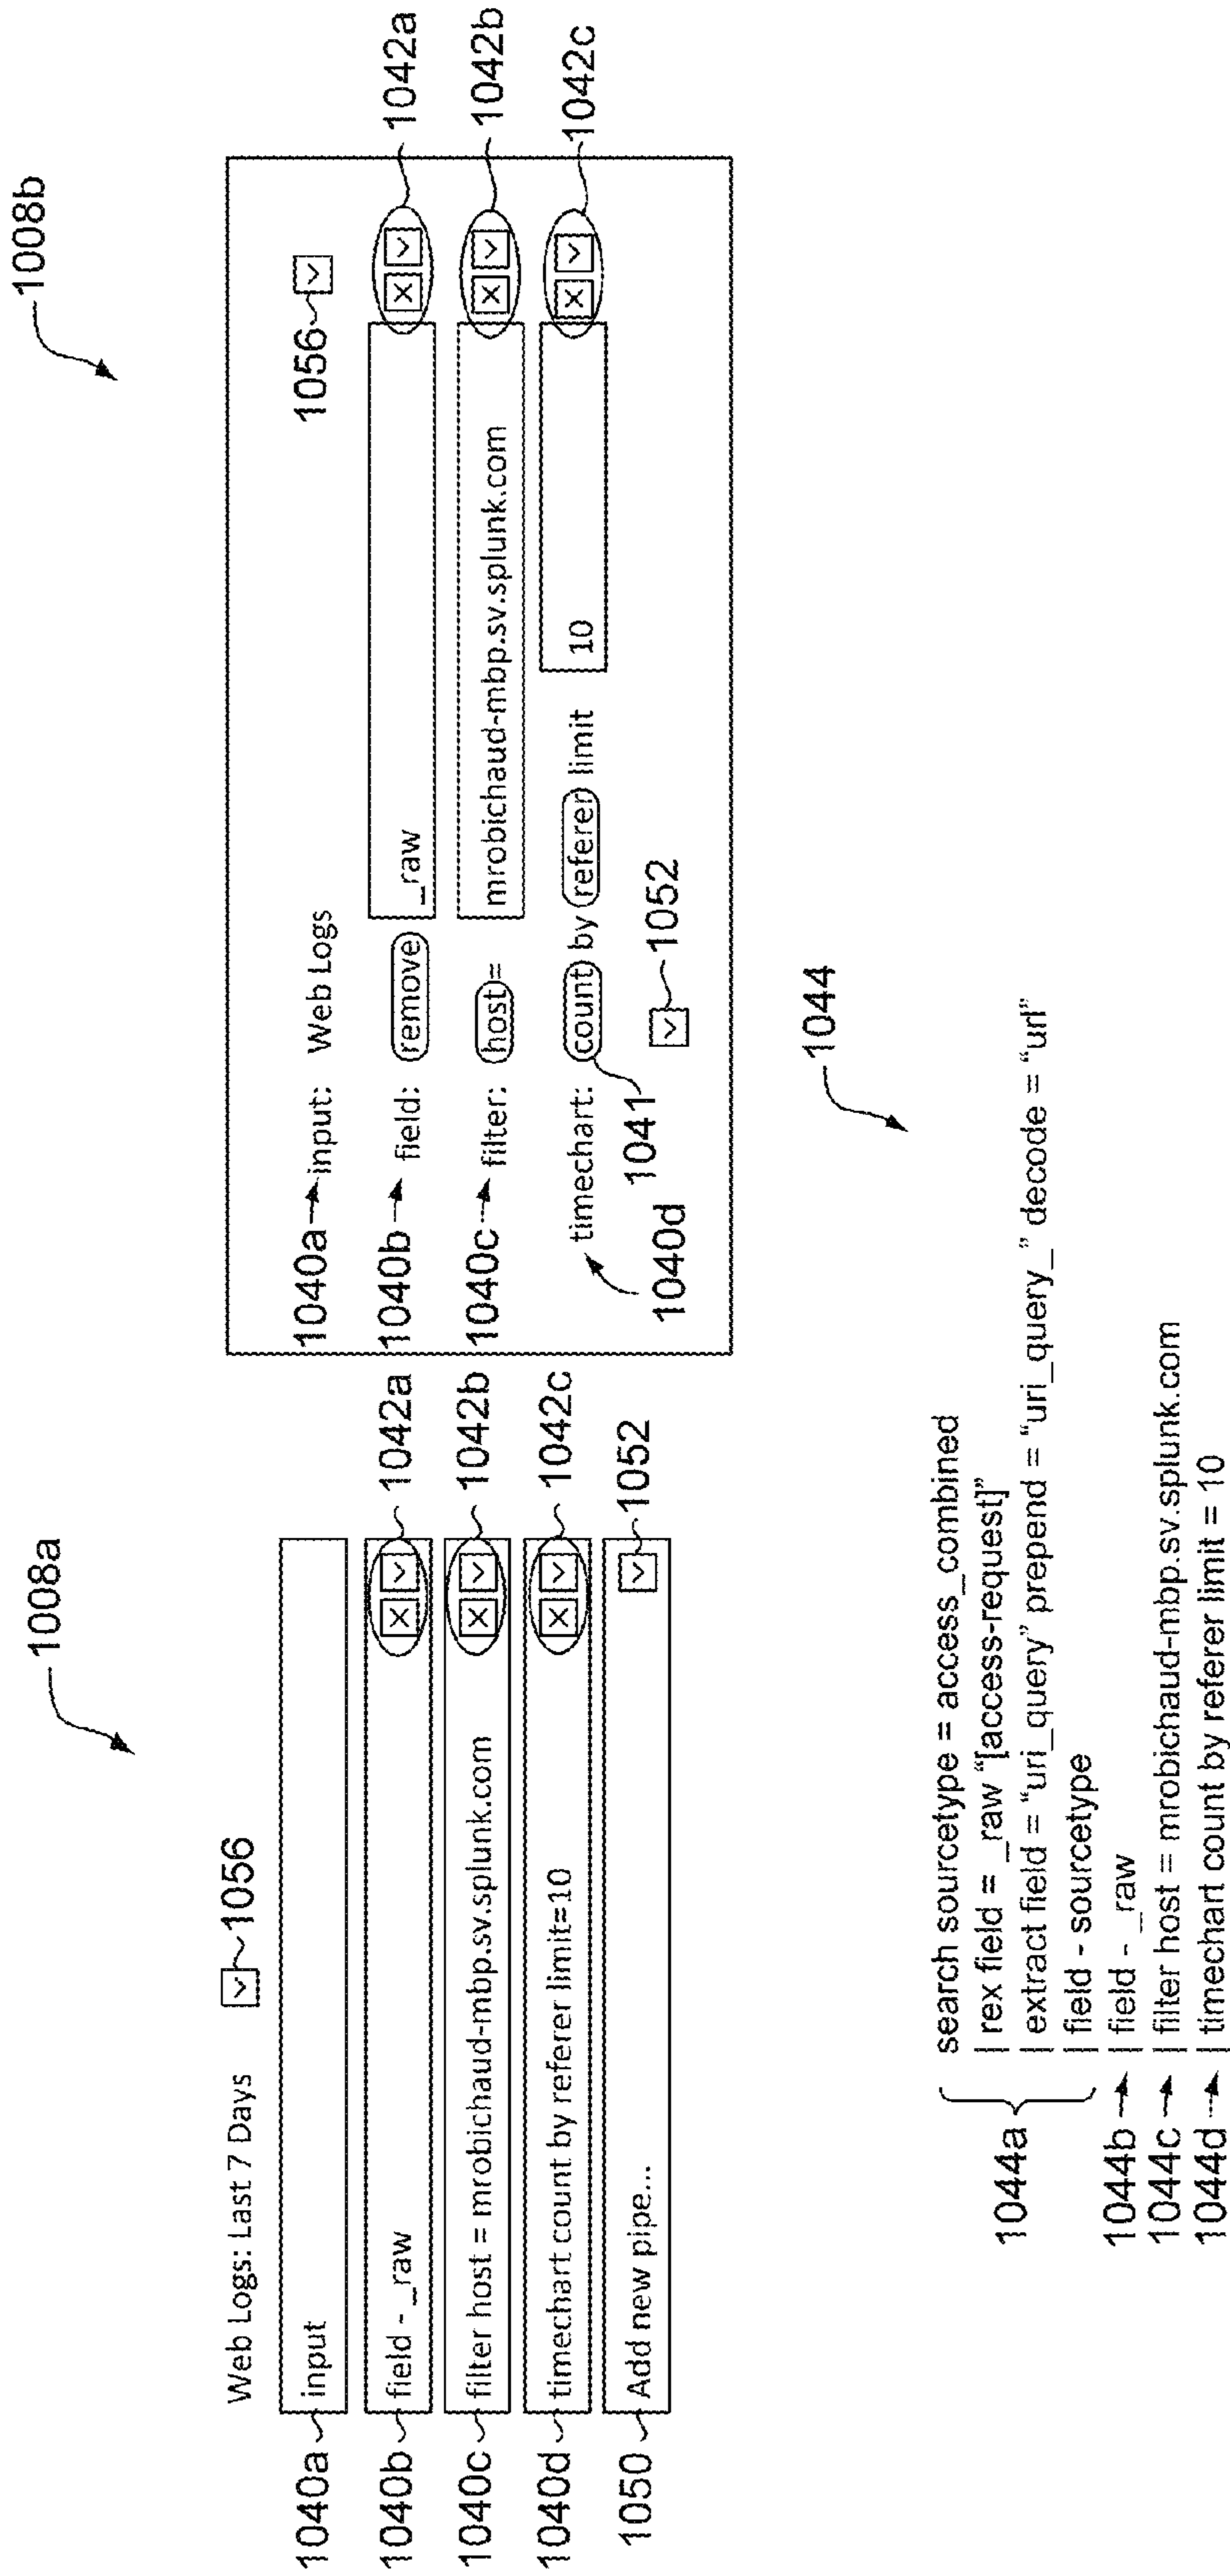 1008a
Web Logs: Last 7 Days 1056
1040a input
1040b field - _raw 1042a
1040c filter host = mrobichaud-mbp.sv.splunk.com 1042b
1040d timechart count by referer limit=10 1042c
1050 Add new pipe... 1052
1008b
1056
1040a input: Web Logs
1040b field: remove _raw 1042a
1040c filter: host = mrobichaud-mbp.sv.splunk.com 1042b
timechart: count by referer limit 10 1042c
1040d 1041 1052
1044
search sourcetype = access_combined
| rex field = _raw “[access-request]”
| extract field = “uri_query” prepend = “uri_query_” decode = “url”
| field - sourcetype
1044a
1044b | field - _raw
1044c | filter host = mrobichaud-mbp.sv.splunk.com
1044d | timechart count by referer limit = 10